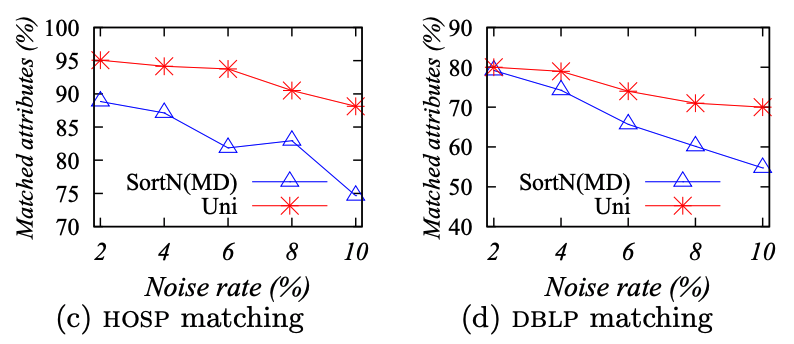 Matched attributes (%)
100
95
90
85
80
75
70
SortN(MD)
Uni
2 4 6 8 10
Noise rate (%)
(c) HOSP matching
Matched attributes (%)
90
80
70
60
50
40
SortN(MD)
Uni
2 4 6 8 10
Noise rate (%)
(d) DBLP matching